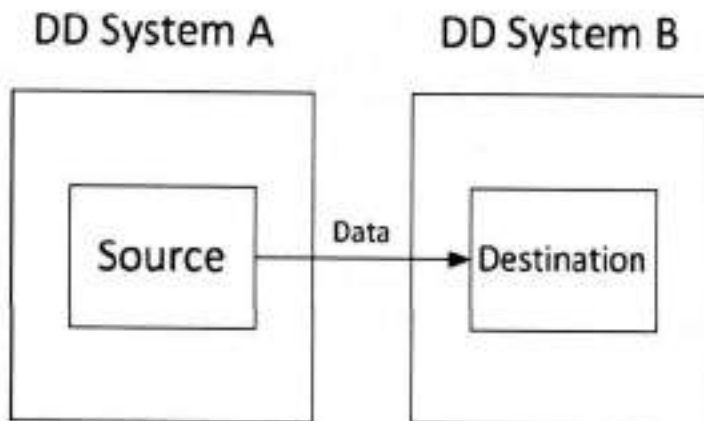 DD System A
DD System B
Source
Data
Destination